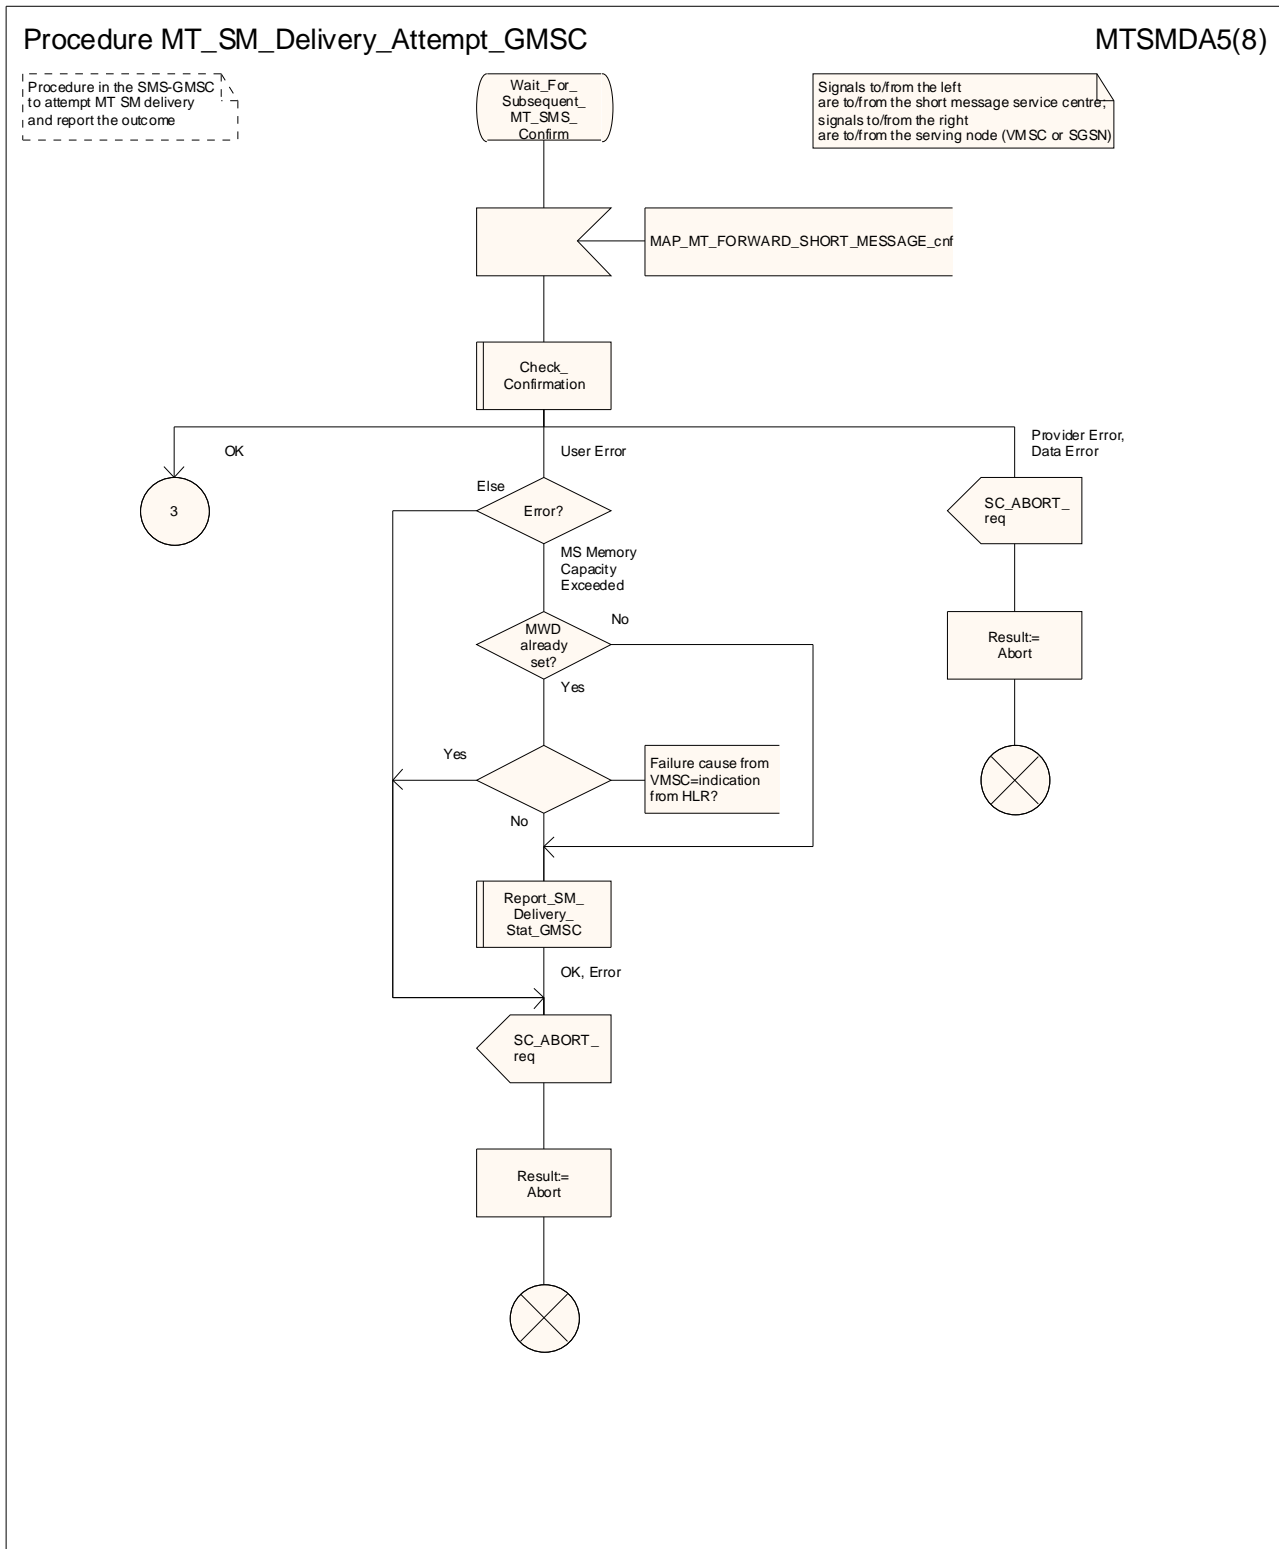 Procedure MT_SM_Delivery_Attempt_GMSC
MTSMDA5(8)
Procedure in the SMS-GMSC
to attempt MT SM delivery
and report the outcome
Wait_For_
Subsequent_
MT_SMS_
Confirm
Signals to/from the left
are to/from the short message service centre;
signals to/from the right
are to/from the serving node (VMSC or SGSN)
MAP_MT_FORWARD_SHORT_MESSAGE_cnf
Check_
Confirmation
OK
User Error
Provider Error,
Data Error
3
Else
Error?
SC_ABORT_
req
MS Memory
Capacity
Exceeded
MWD
already
set?
No
Result:=
Abort
Yes
Yes
Failure cause from
VMSC=indication
from HLR?
No
Report_SM_
Delivery_
Stat_GMSC
OK, Error
SC_ABORT_
req
Result:=
Abort